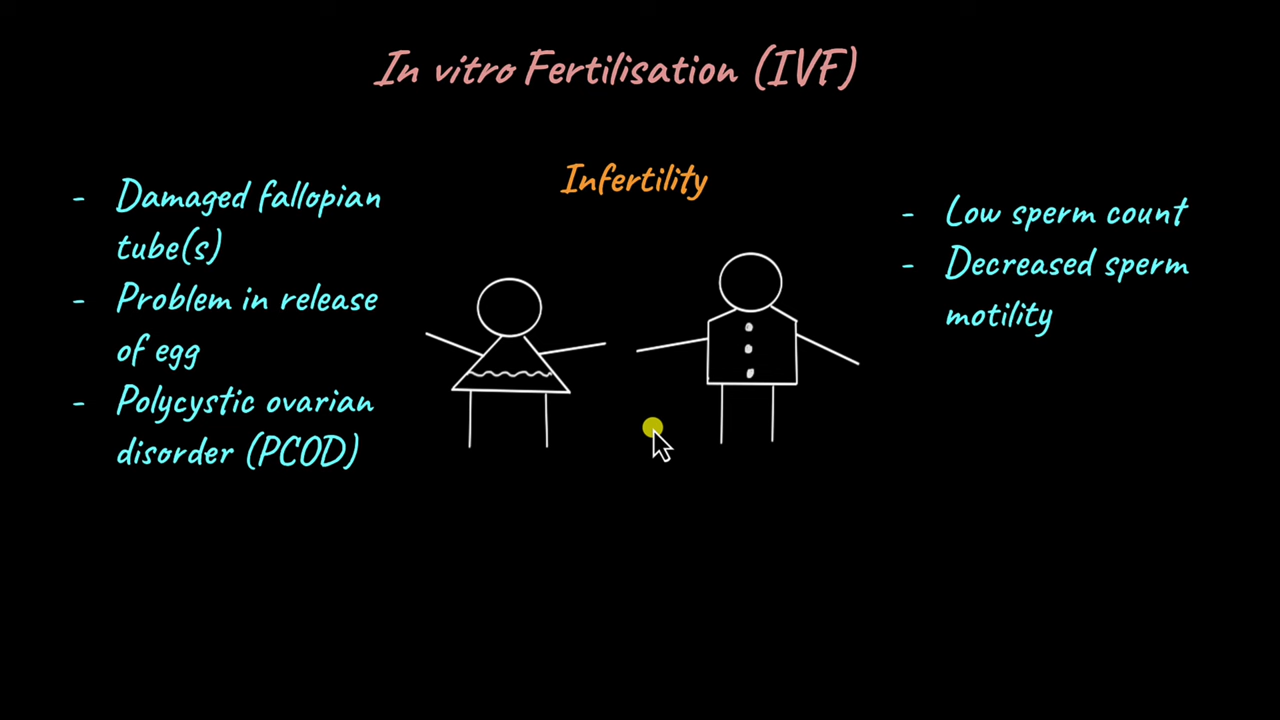 In vitro Fertilisation (IVF)
Infertility
- Damaged fallopian
tube(s)
- Problem in release
of egg
- Polycystic ovarian
disorder (PCOD)
- Low sperm count
- Decreased sperm
motility